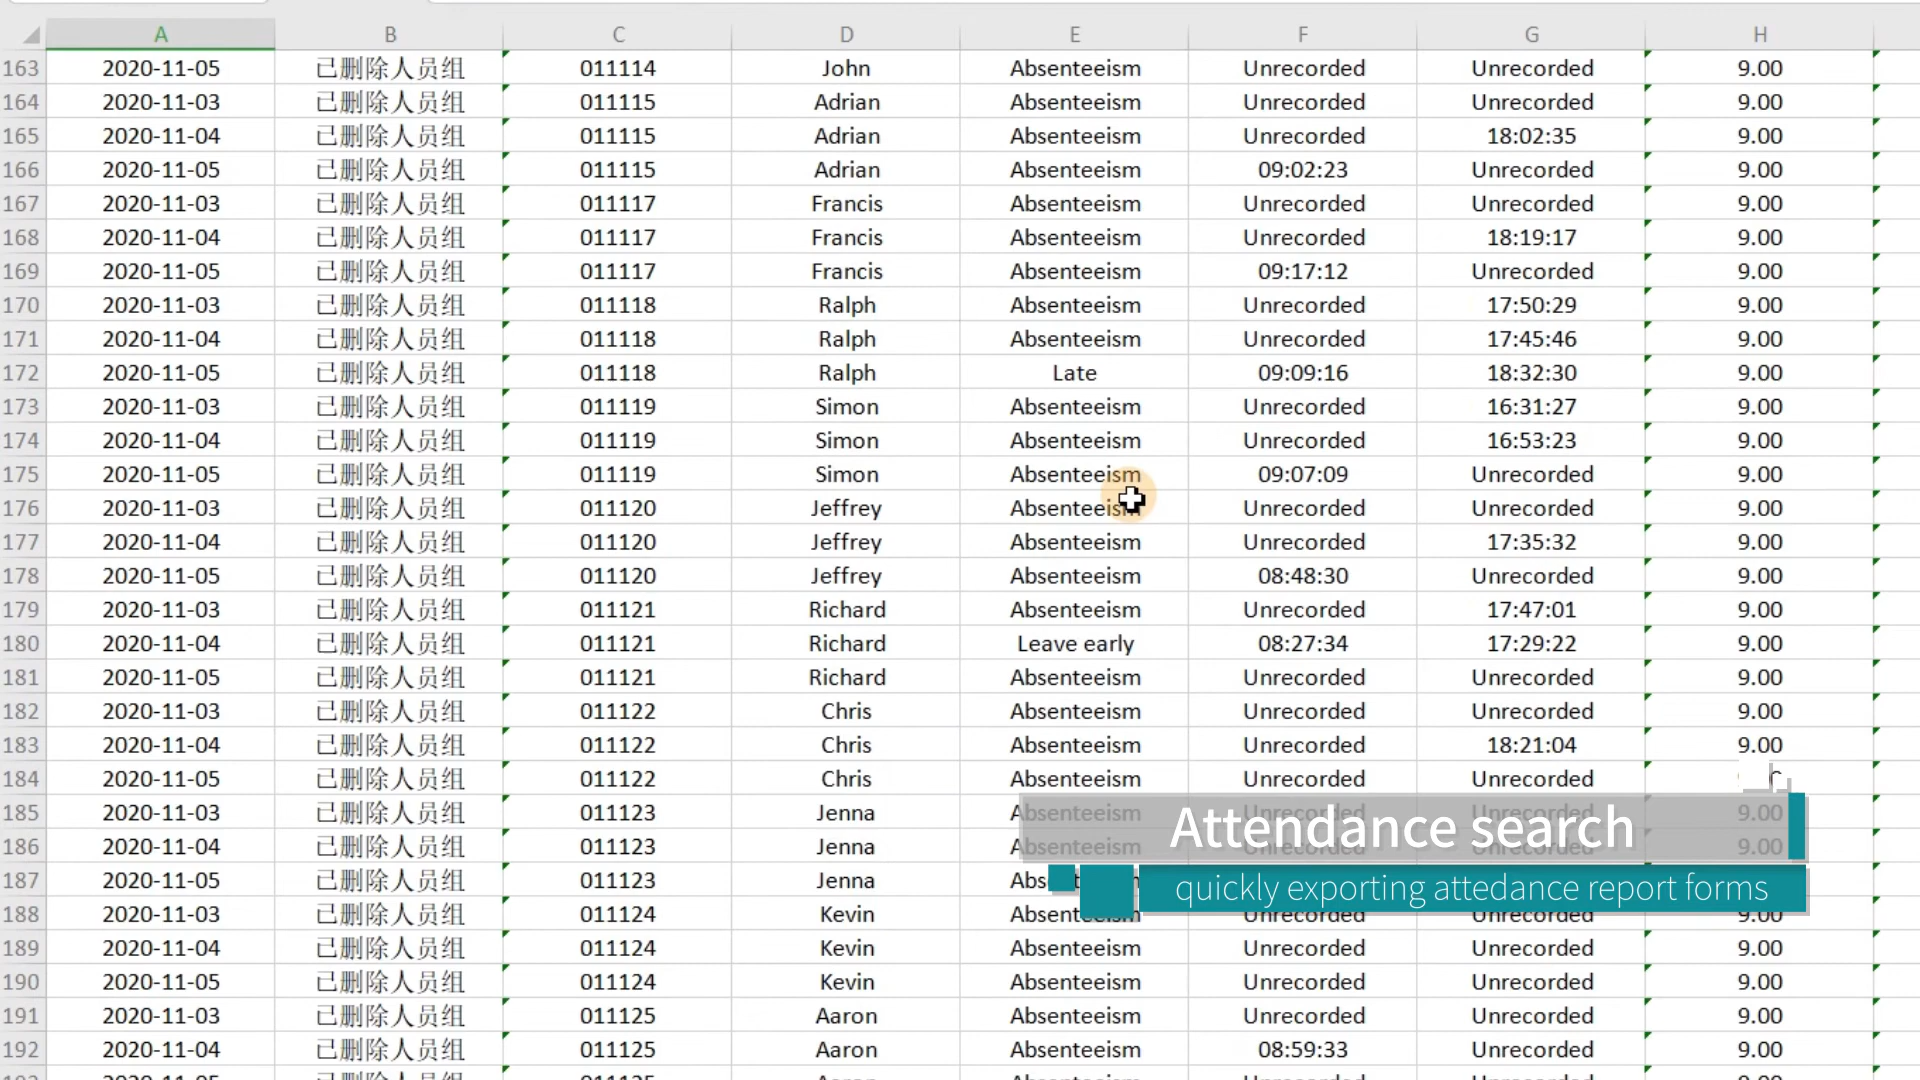 A B C D E F G H
163 2020-11-05 已删除人员组 011114 John Absenteeism Unrecorded Unrecorded 9.00
164 2020-11-03 已删除人员组 011115 Adrian Absenteeism Unrecorded Unrecorded 9.00
165 2020-11-04 已删除人员组 011115 Adrian Absenteeism Unrecorded 18:02:35 9.00
166 2020-11-05 已删除人员组 011115 Adrian Absenteeism 09:02:23 Unrecorded 9.00
167 2020-11-03 已删除人员组 011117 Francis Absenteeism Unrecorded Unrecorded 9.00
168 2020-11-04 已删除人员组 011117 Francis Absenteeism Unrecorded 18:19:17 9.00
169 2020-11-05 已删除人员组 011117 Francis Absenteeism 09:17:12 Unrecorded 9.00
170 2020-11-03 已删除人员组 011118 Ralph Absenteeism Unrecorded 17:50:29 9.00
171 2020-11-04 已删除人员组 011118 Ralph Absenteeism Unrecorded 17:45:46 9.00
172 2020-11-05 已删除人员组 011118 Ralph Late 09:09:16 18:32:30 9.00
173 2020-11-03 已删除人员组 011119 Simon Absenteeism Unrecorded 16:31:27 9.00
174 2020-11-04 已删除人员组 011119 Simon Absenteeism Unrecorded 16:53:23 9.00
175 2020-11-05 已删除人员组 011119 Simon Absenteeism 09:07:09 Unrecorded 9.00
176 2020-11-03 已删除人员组 011120 Jeffrey Absenteeism Unrecorded Unrecorded 9.00
177 2020-11-04 已删除人员组 011120 Jeffrey Absenteeism Unrecorded 17:35:32 9.00
178 2020-11-05 已删除人员组 011120 Jeffrey Absenteeism 08:48:30 Unrecorded 9.00
179 2020-11-03 已删除人员组 011121 Richard Absenteeism Unrecorded 17:47:01 9.00
180 2020-11-04 已删除人员组 011121 Richard Leave early 08:27:34 17:29:22 9.00
181 2020-11-05 已删除人员组 011121 Richard Absenteeism Unrecorded Unrecorded 9.00
182 2020-11-03 已删除人员组 011122 Chris Absenteeism Unrecorded Unrecorded 9.00
183 2020-11-04 已删除人员组 011122 Chris Absenteeism Unrecorded 18:21:04 9.00
184 2020-11-05 已删除人员组 011122 Chris Absenteeism Unrecorded Unrecorded
185 2020-11-03 已删除人员组 011123 Jenna Absenteeism 9.00
186 2020-11-04 已删除人员组 011123 Jenna Absenteeism 9.00
187 2020-11-05 已删除人员组 011123 Jenna
Attendance search
quickly exporting attedance report forms
188 2020-11-03 已删除人员组 011124 Kevin Absenteeism Unrecorded Unrecorded 9.00
189 2020-11-04 已删除人员组 011124 Kevin Absenteeism Unrecorded Unrecorded 9.00
190 2020-11-05 已删除人员组 011124 Kevin Absenteeism Unrecorded Unrecorded 9.00
191 2020-11-03 已删除人员组 011125 Aaron Absenteeism Unrecorded Unrecorded 9.00
192 2020-11-04 已删除人员组 011125 Aaron Absenteeism 08:59:33 Unrecorded 9.00